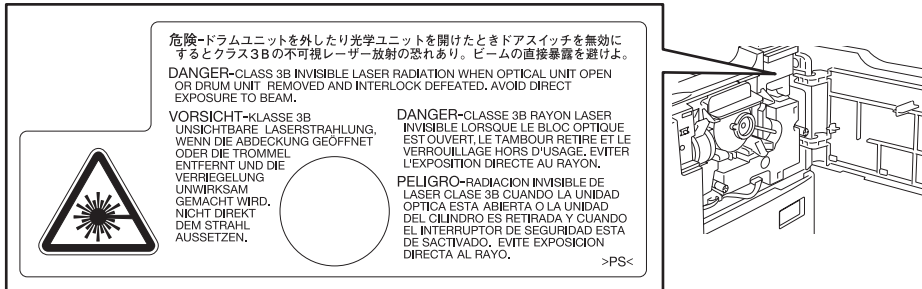 危険-ドラムユニットを外したり光学ユニットを開けたときドアスイッチを無効に
するとクラス3Bの不可視レーザー放射の恐れあり。ビームの直接暴露を避けよ。
DANGER-CLASS 3B INVISIBLE LASER RADIATION WHEN OPTICAL UNIT OPEN
OR DRUM UNIT REMOVED AND INTERLOCK DEFEATED. AVOID DIRECT
EXPOSURE TO BEAM.
VORSICHT-KLASSE 3B
UNSICHTBARE LASERSTRAHLUNG,
WENN DIE ABDECKUNG GEÖFFNET
ODER DIE TROMMEL
ENTFERNT UND DIE
VERRIEGELUNG
UNWIRKSAM
GEMACHT WIRD.
NICHT DIREKT
DEM STRAHL
AUSSETZEN.
DANGER-CLASSE 3B RAYON LASER
INVISIBLE LORSQUE LE BLOC OPTIQUE
EST OUVERT, LE TAMBOUR RETIRE ET LE
VERROUILLAGE HORS D'USAGE. EVITER
L'EXPOSITION DIRECTE AU RAYON.
PELIGRO-RADIACION INVISIBLE DE
LASER CLASE 3B CUANDO LA UNIDAD
OPTICA ESTA ABIERTA O LA UNIDAD
DEL CILINDRO ES RETIRADA Y CUANDO
EL INTERRUPTOR DE SEGURIDAD ESTA
DE SACTIVADO. EVITE EXPOSICION
DIRECTA AL RAYO.
>PS<